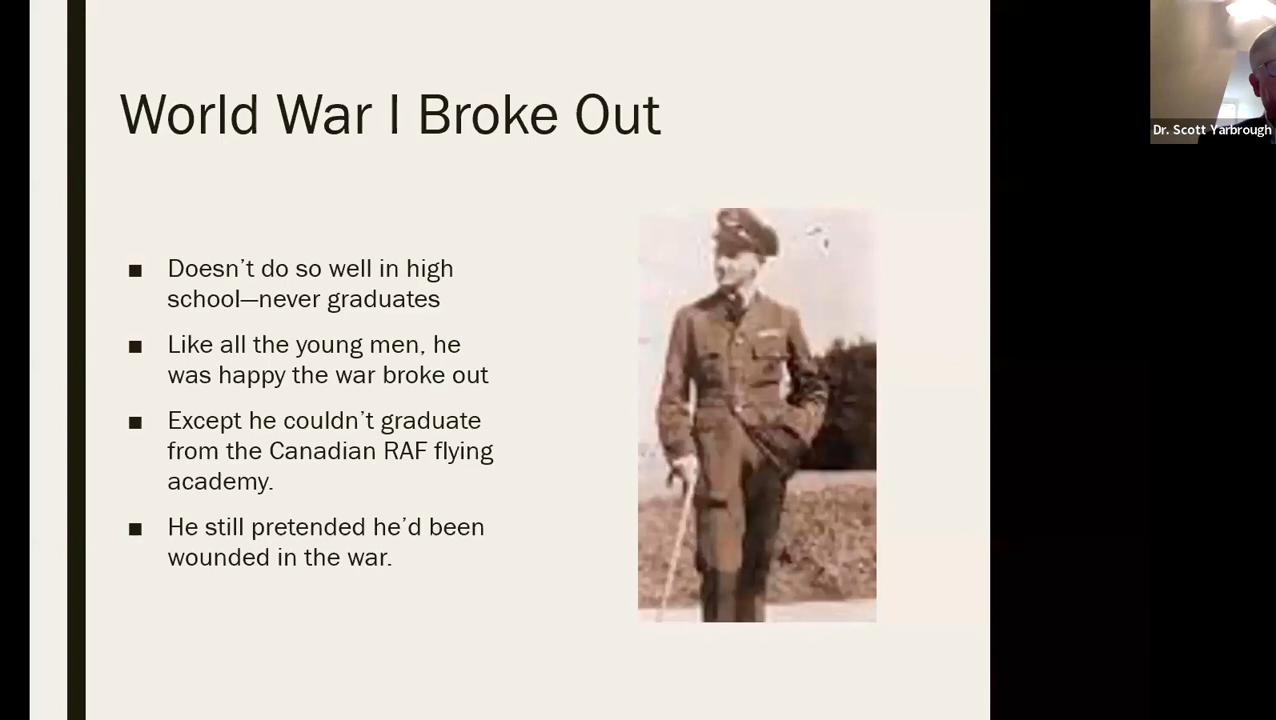 World War I Broke Out
Dr. Scott Yarbrough
■ Doesn’t do so well in high
school—never graduates
■ Like all the young men, he
was happy the war broke out
■ Except he couldn’t graduate
from the Canadian RAF flying
academy.
■ He still pretended he’d been
wounded in the war.